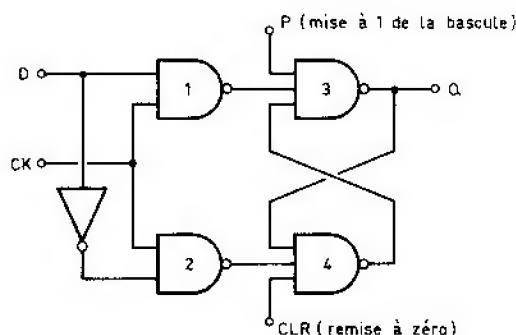 P (mise à 1 de la bascule)
D
1
3
Q
CK
2
4
CLR (remise à zéro)